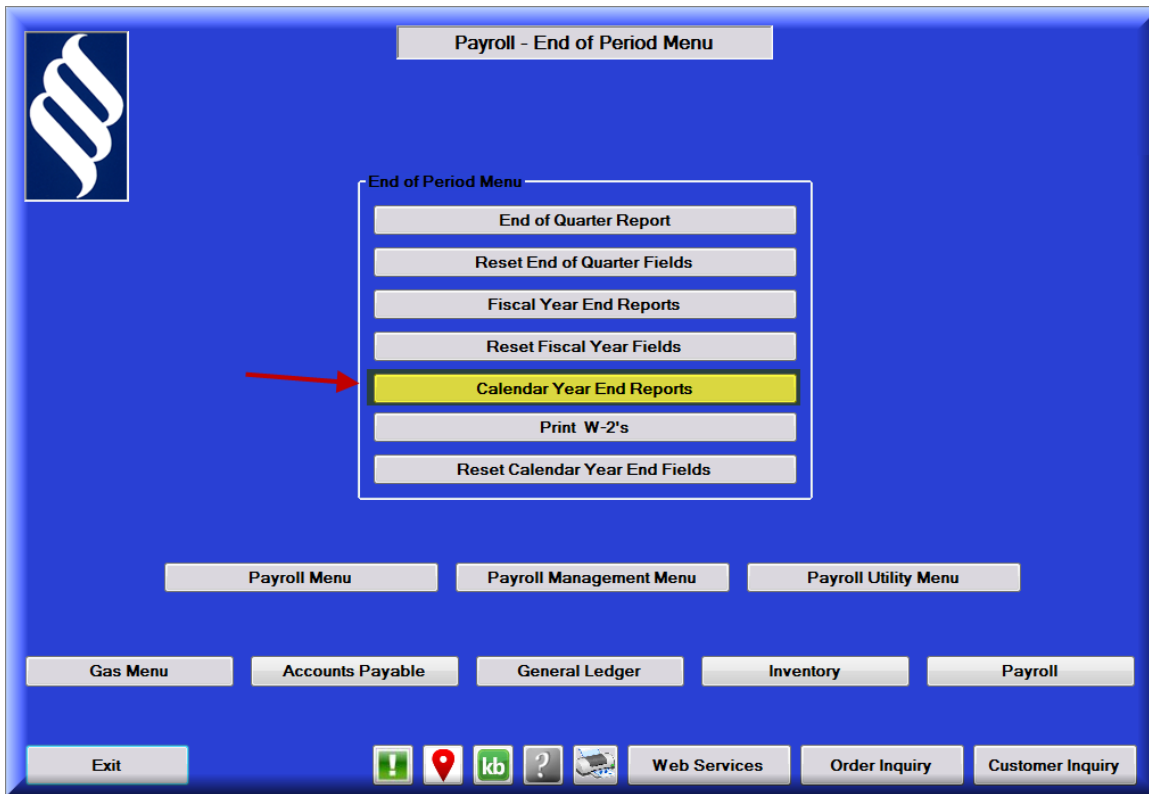 Payroll - End of Period Menu
End of Period Menu
End of Quarter Report
Reset End of Quarter Fields
Fiscal Year End Reports
Reset Fiscal Year Fields
Calendar Year End Reports
Print W-2's
Reset Calendar Year End Fields
Payroll Menu
Payroll Management Menu
Payroll Utility Menu
Gas Menu
Accounts Payable
General Ledger
Inventory
Payroll
Exit
!
kb
?
Web Services
Order Inquiry
Customer Inquiry